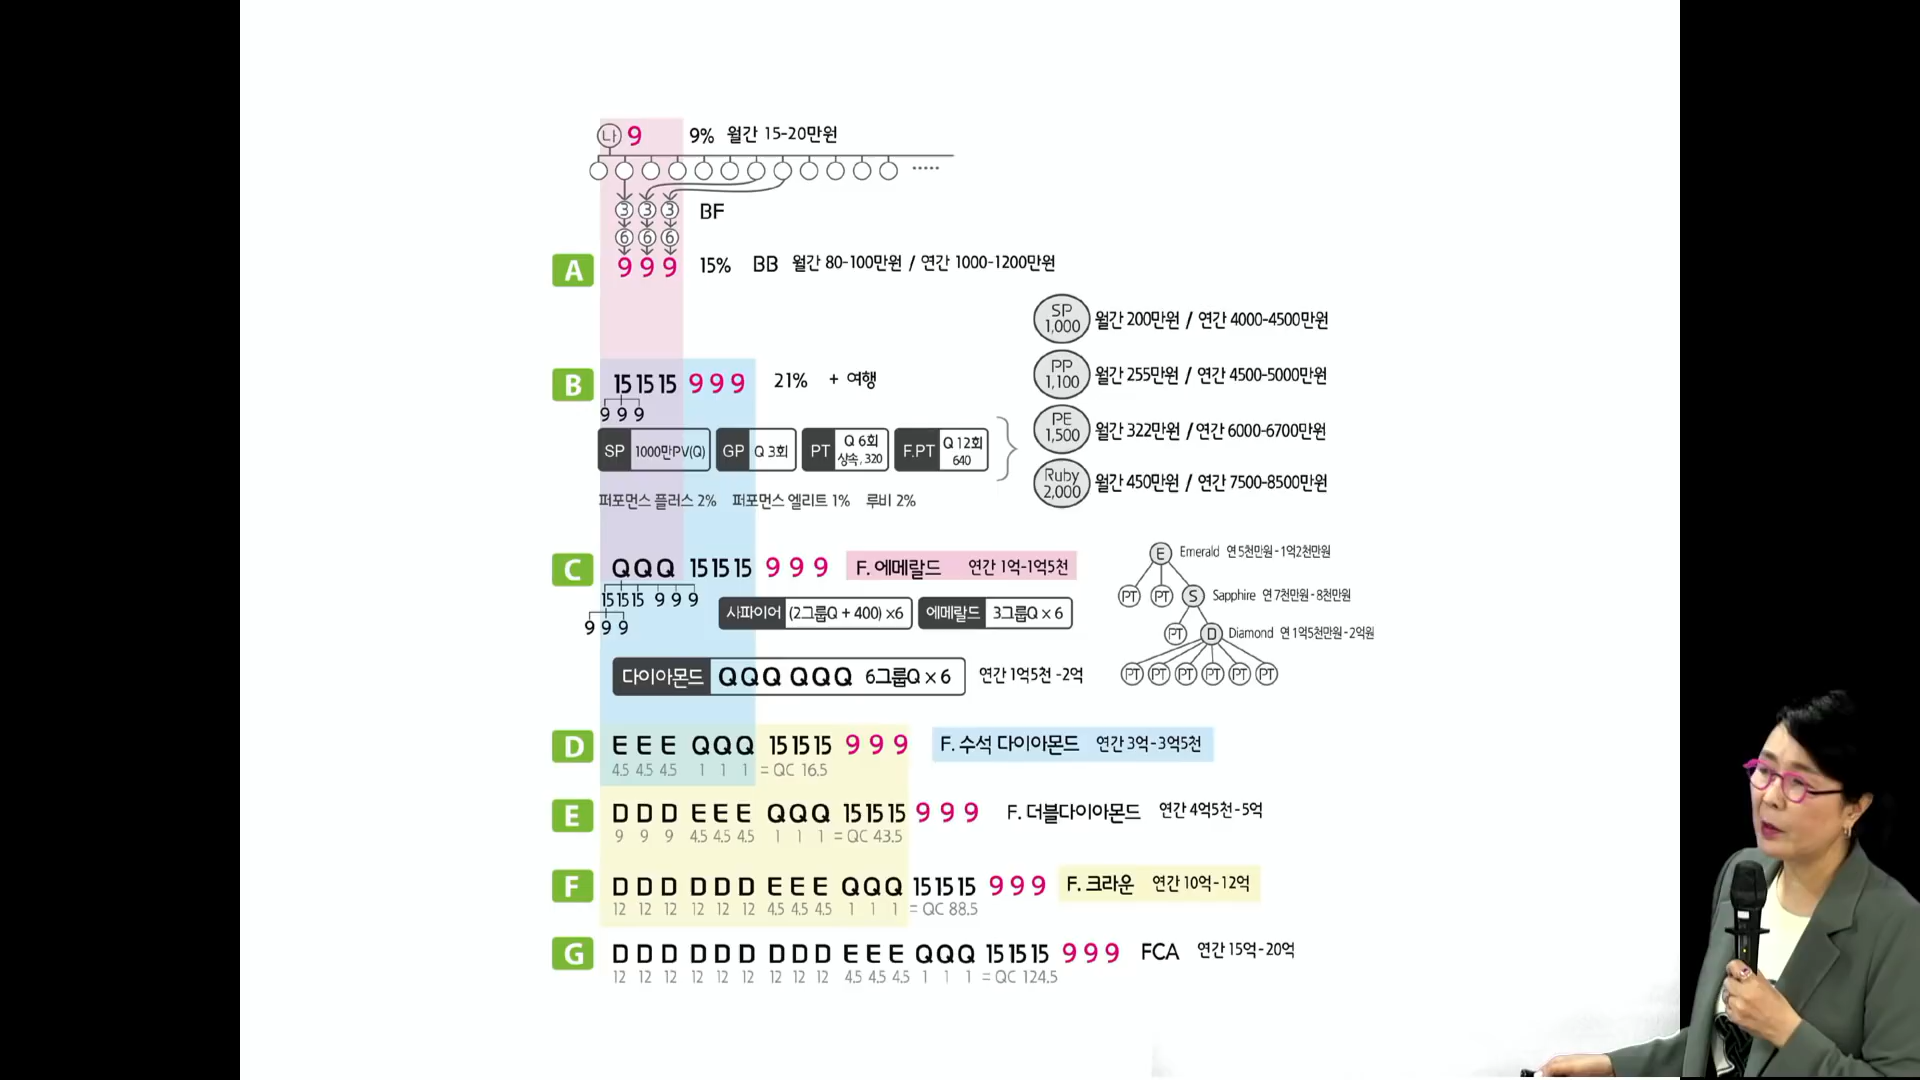 나 9 9% 월간 15-20만원
.....
3 3 3 BF
6 6 6
A 9 9 9 15% BB 월간 80-100만원 / 연간 1000-1200만원
SP 1,000 월간 200만원 / 연간 4000-4500만원
PP 1,100 월간 255만원 / 연간 4500-5000만원
PE 1,500 월간 322만원 /연간 6000-6700만원
Ruby 2,000 월간 450만원 / 연간 7500-8500만원
B 15 15 15 9 9 9 21% + 여행
9 9 9
SP 1000만PV(Q) GP Q 3회 PT Q 6회 상속, 320 F.PT Q 12회 640
퍼포먼스 플러스 2% 퍼포먼스 엘리트 1% 루비 2%
C Q Q Q 15 15 15 9 9 9 F. 에메랄드 연간 1억-1억5천
15 15 15 9 9 9
9 9 9
사파이어 (2그룹Q + 400) ×6 에메랄드 3그룹Q × 6
E Emerald 연 5천만원 - 1억2천만원
PT PT S Sapphire 연 7천만원 - 8천만원
PT D Diamond 연 1억5천만원 - 2억원
PT PT PT PT PT PT
다이아몬드 Q Q Q Q Q Q 6그룹Q × 6 연간 1억5천 -2억
D E E E Q Q Q 15 15 15 9 9 9 F. 수석 다이아몬드 연간 3억-3억5천
4.5 4.5 4.5 1 1 1 = QC 16.5
E D D D E E E Q Q Q 15 15 15 9 9 9 F. 더블다이아몬드 연간 4억5천-5억
9 9 9 4.5 4.5 4.5 1 1 1 = QC 43.5
F D D D D D D E E E Q Q Q 15 15 15 9 9 9 F. 크라운 연간 10억-12억
12 12 12 12 12 12 4.5 4.5 4.5 1 1 1 = QC 88.5
G D D D D D D D D D E E E Q Q Q 15 15 15 9 9 9 FCA 연간 15억-20억
12 12 12 12 12 12 12 12 12 4.5 4.5 4.5 1 1 1 = QC 124.5